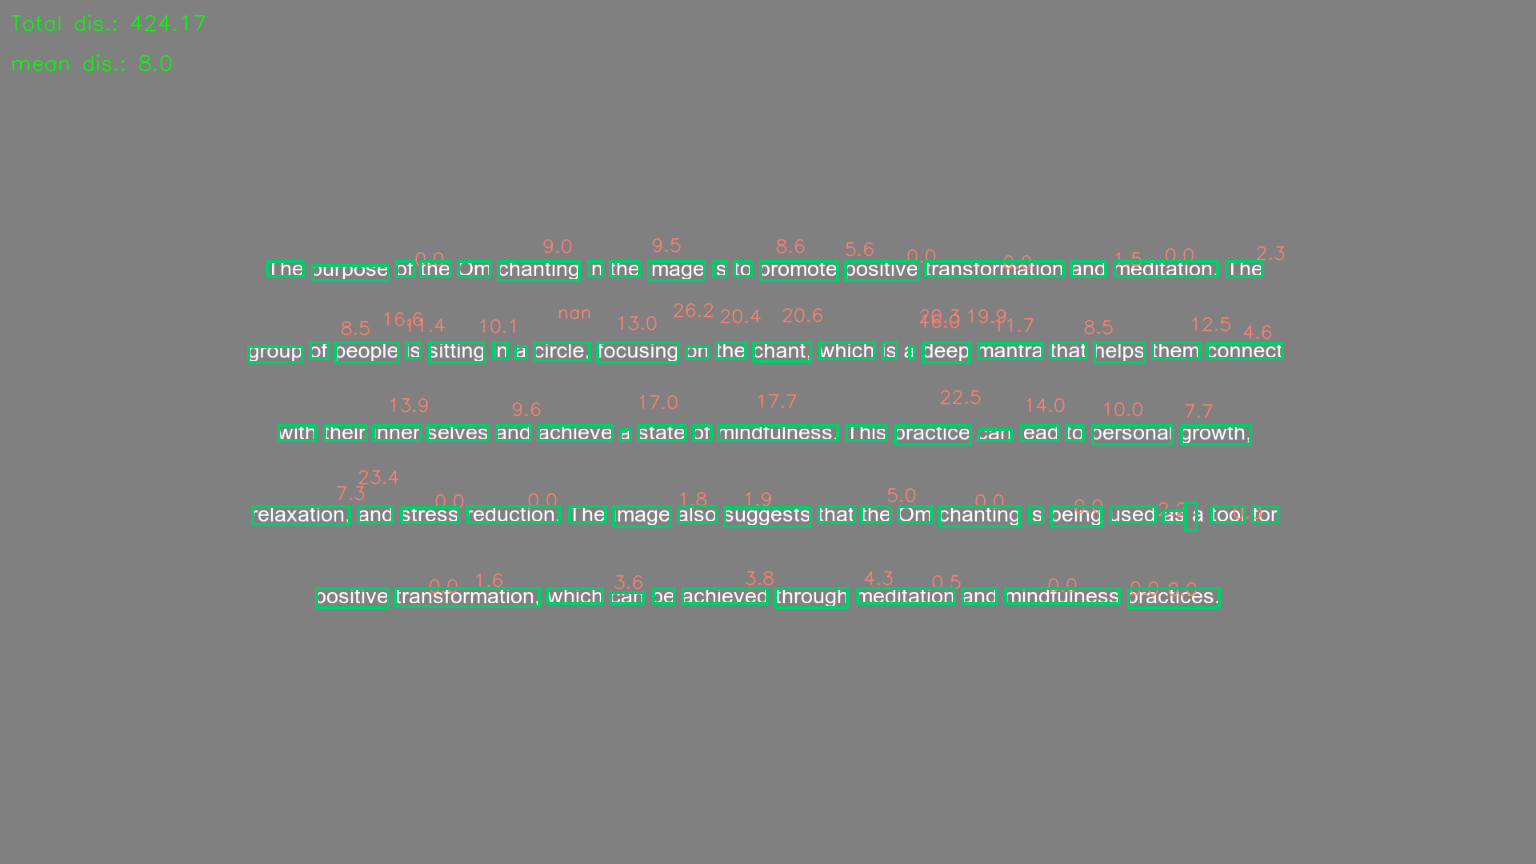 Total dis.: 424.17
mean dis.: 8.0
0.0 9.0 9.5 8.6 5.6 0.0 0.0 1.5 0.0 2.3
The purpose of the Om chanting in the image is to promote positive transformation and meditation. The
8.5 16.6 11.4 10.1 nan 13.0 26.2 20.4 20.6 20.3 19.9 11.7 8.5 12.5 4.6
group of people is sitting in a circle, focusing on the chant, which is a deep mantra that helps them connect
13.9 9.6 17.0 17.7 22.5 14.0 10.0 7.7
with their inner selves and achieve a state of mindfulness. This practice can lead to personal growth,
7.3 23.4 0.0 0.0 1.8 1.9 5.0 0.0 0.0
relaxation, and stress reduction. The image also suggests that the Om chanting is being used as a tool for
0.0 1.6 3.6 3.8 4.3 0.5 0.0
positive transformation, which can be achieved through meditation and mindfulness practices.